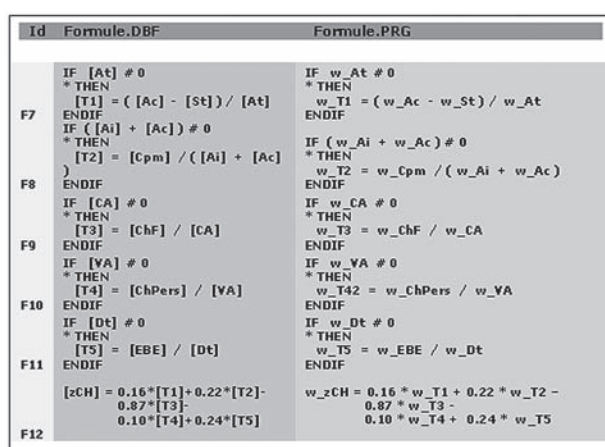 Id Formule.DBF Formule.PRG
IF [At] # 0
* THEN
[T1] = ( [Ac] - [St] ) / [At]
F7 ENDIF
IF ( [Ai] + [Ac] ) # 0
* THEN
[T2] = [Cpm] / ( [Ai] + [Ac]
)
F8 ENDIF
IF [CA] # 0
* THEN
[T3] = [ChF] / [CA]
F9 ENDIF
IF [VA] # 0
* THEN
[T4] = [ChPers] / [VA]
F10 ENDIF
IF [Dt] # 0
* THEN
[T5] = [EBE] / [Dt]
F11 ENDIF
[zCH] = 0.16*[T1]+0.22*[T2]-
0.87*[T3]-
0.10*[T4]+0.24*[T5]
F12
IF w_At # 0
* THEN
w_T1 = ( w_Ac - w_St ) / w_At
ENDIF
IF ( w_Ai + w_Ac ) # 0
* THEN
w_T2 = w_Cpm / ( w_Ai + w_Ac )
ENDIF
IF w_CA # 0
* THEN
w_T3 = w_ChF / w_CA
ENDIF
IF w_VA # 0
* THEN
w_T42 = w_ChPers / w_VA
ENDIF
IF w_Dt # 0
* THEN
w_T5 = w_EBE / w_Dt
ENDIF
w_zCH = 0.16 * w_T1 + 0.22 * w_T2 -
0.87 * w_T3 -
0.10 * w_T4 + 0.24 * w_T5